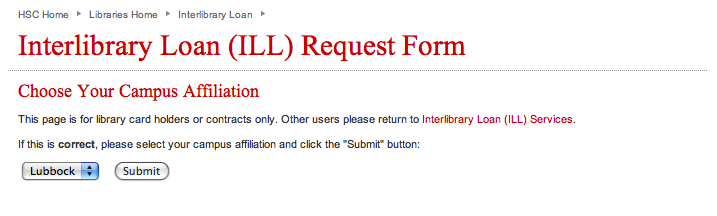 HSC Home Libraries Home Interlibrary Loan
Interlibrary Loan (ILL) Request Form
Choose Your Campus Affiliation
This page is for library card holders or contracts only. Other users please return to Interlibrary Loan (ILL) Services.
If this is correct, please select your campus affiliation and click the "Submit" button:
Lubbock Submit